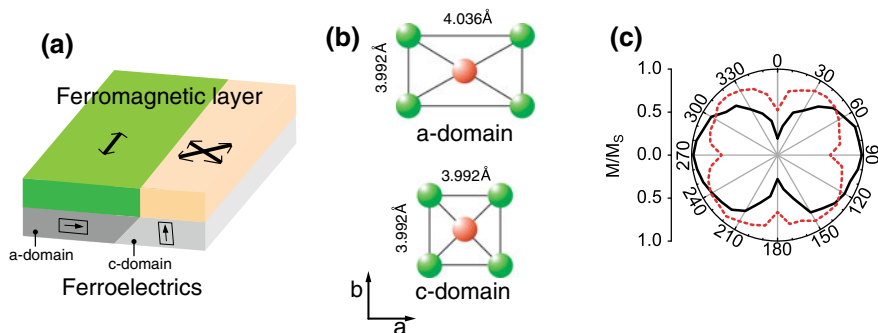 (a)
Ferromagnetic layer
a-domain
c-domain
Ferroelectrics
(b)
4.036Å
3.992Å
a-domain
3.992Å
3.992Å
c-domain
b
a
(c)
M/Ms
1.0
0.5
0.0
0.5
1.0
0
30
60
90
120
150
180
210
240
270
300
330